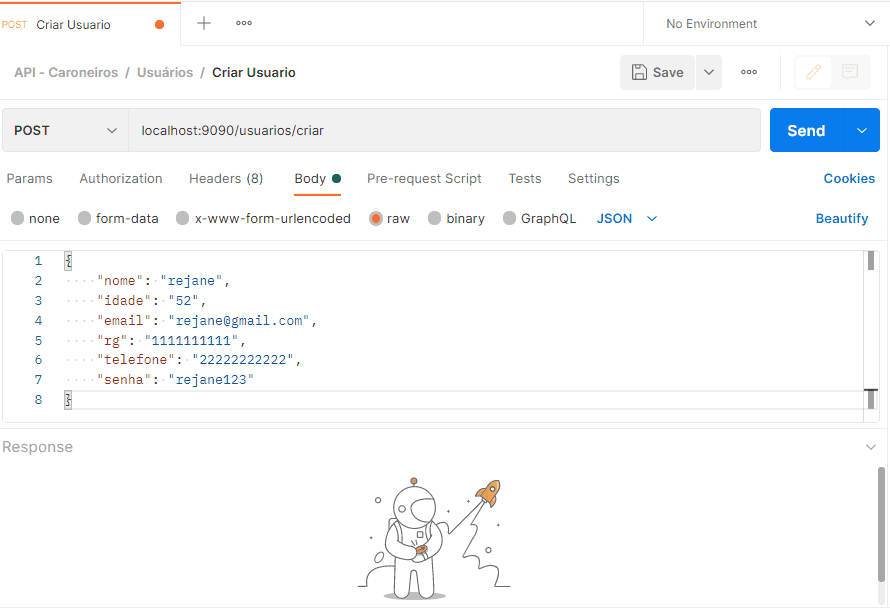 POST Criar Usuario No Environment
API - Caroneiros / Usuários / Criar Usuario Save
POST localhost:9090/usuarios/criar Send
Params Authorization Headers (8) Body Pre-request Script Tests Settings Cookies
none form-data x-www-form-urlencoded raw binary GraphQL JSON Beautify
1 {
2 "nome": "rejane",
3 "idade": "52",
4 "email": "rejane@gmail.com",
5 "rg": "1111111111",
6 "telefone": "22222222222",
7 "senha": "rejane123"
8 }
Response